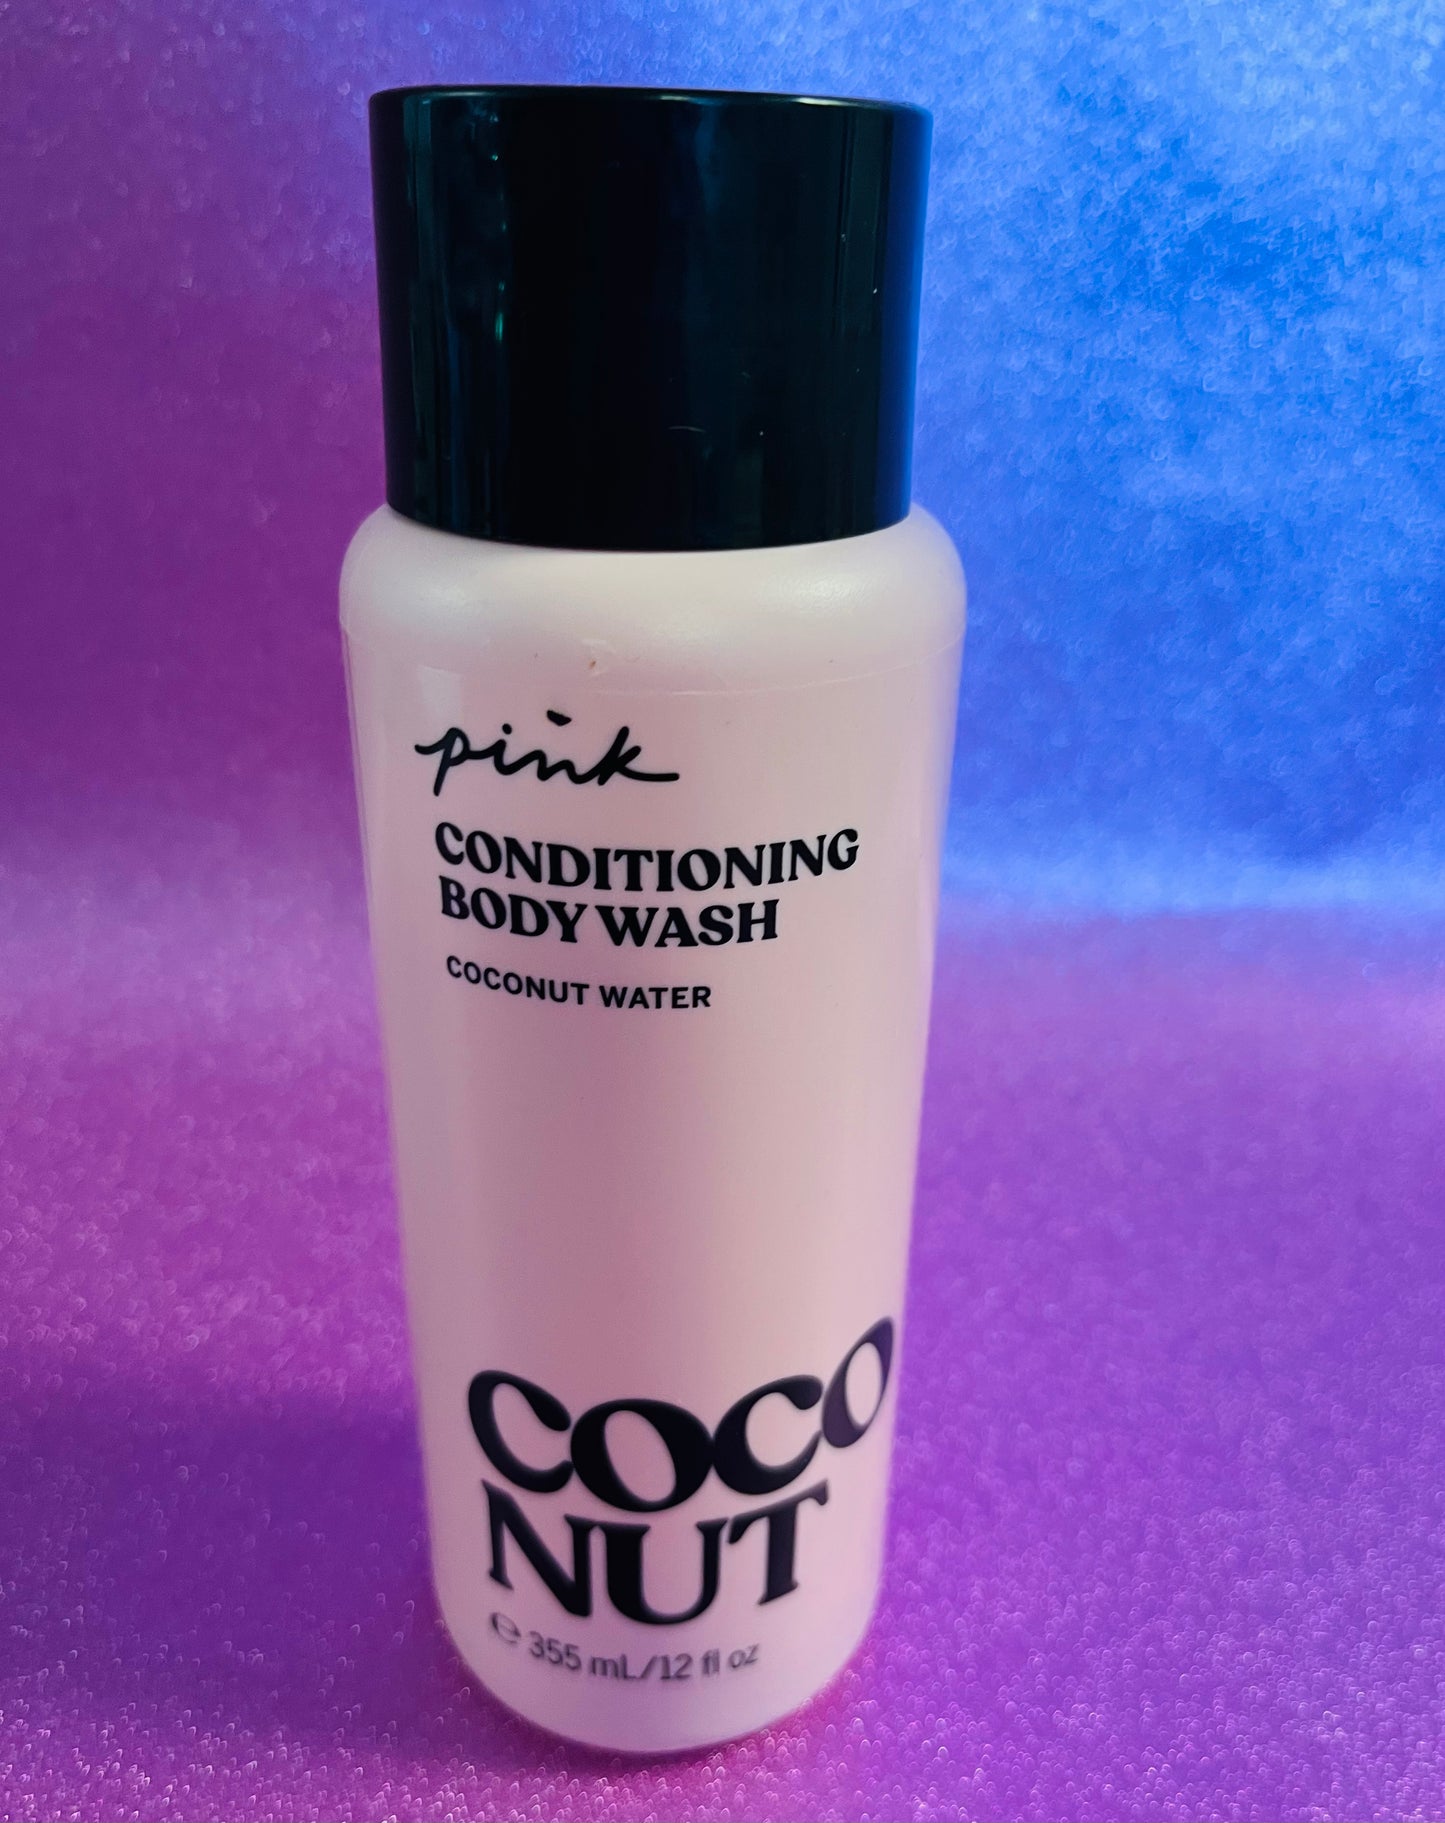 pink
CONDITIONING
BODY WASH
COCONUT WATER
COCO
NUT
℮ 355 mL/12 fl oz